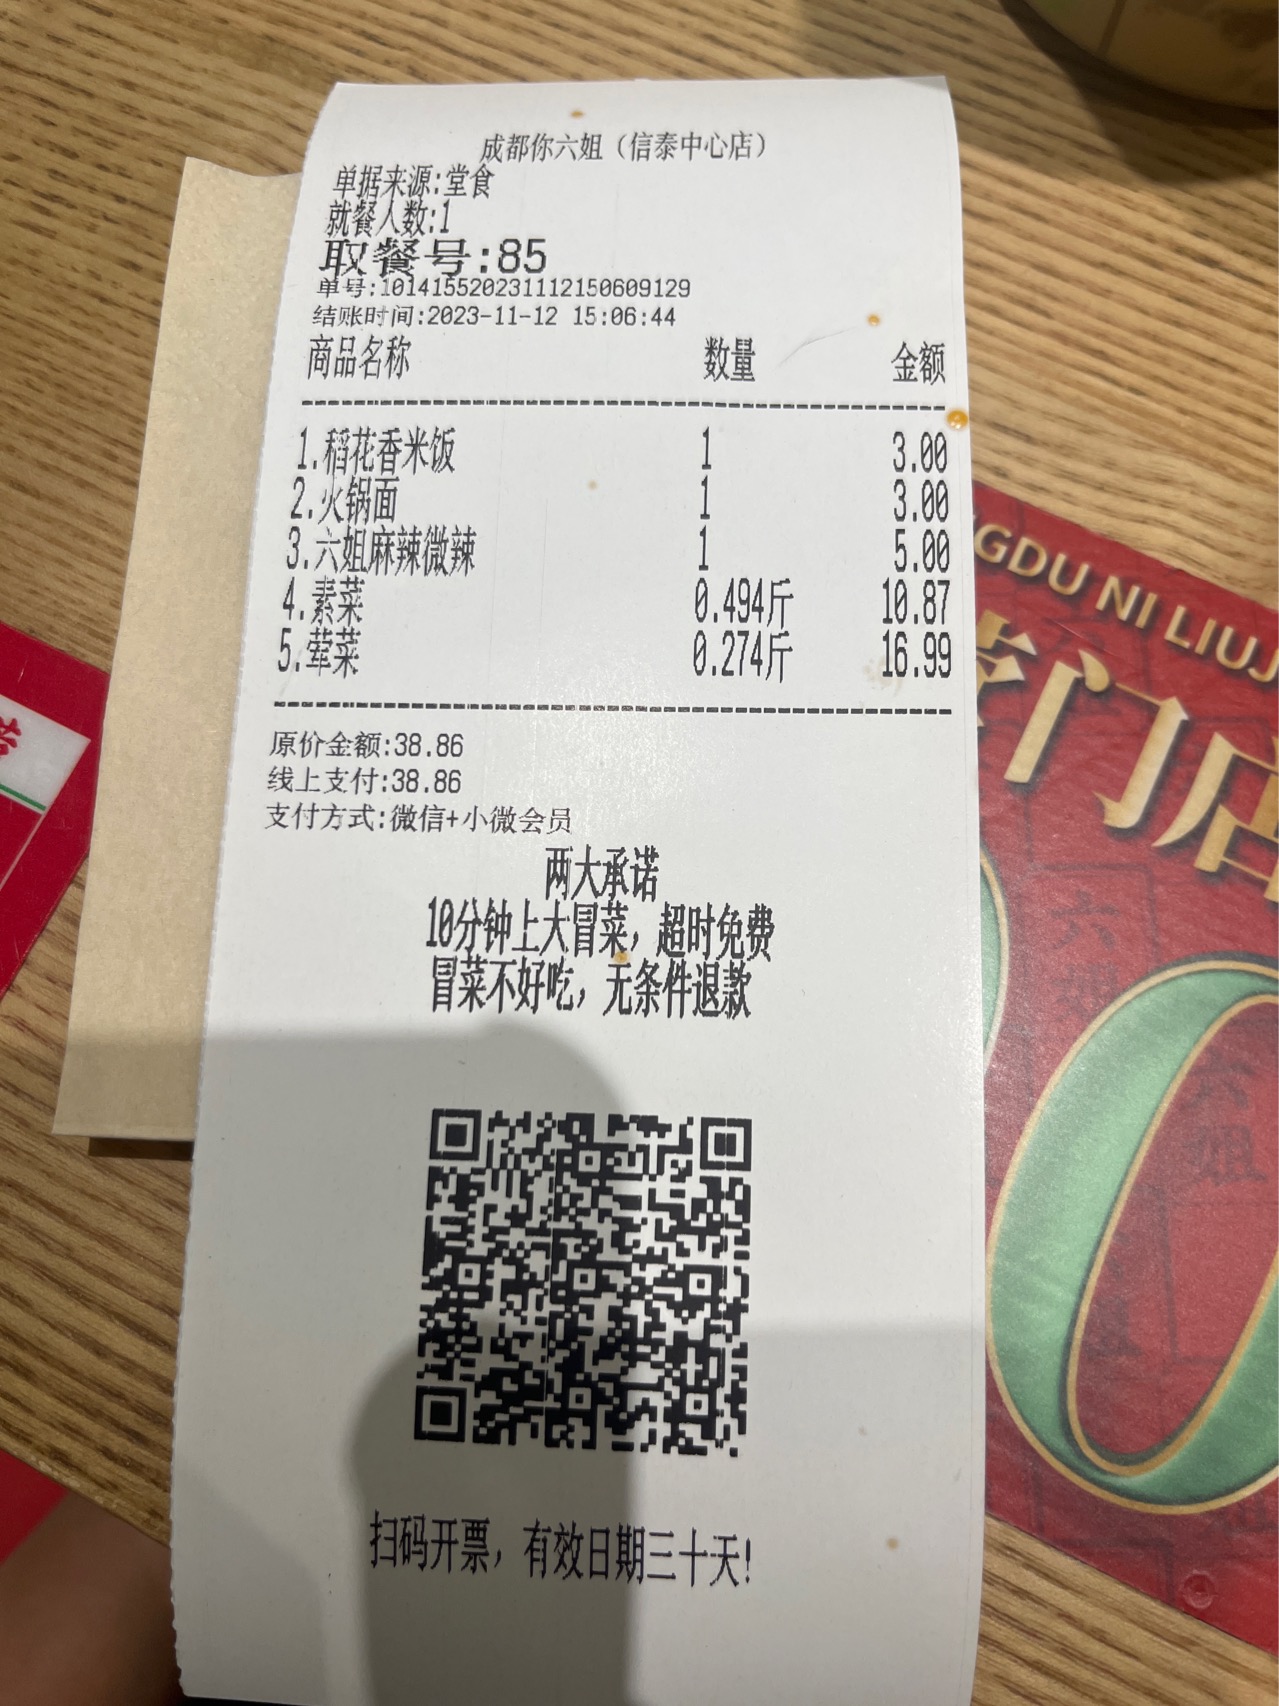 成都你六姐（信泰中心店）
单据来源:堂食
就餐人数:1
取餐号:85
单号:10141552023111215060​9129
结账时间:2023-11-12 15:06:44
商品名称 数量 金额
1.稻花香米饭 1 3.00
2.火锅面 1 3.00
3.六姐麻辣微辣 1 5.00
4.素菜 0.494斤 10.87
5.荤菜 0.274斤 16.99
原价金额:38.86
线上支付:38.86
支付方式:微信+小微会员
两大承诺
10分钟上大冒菜，超时免费
冒菜不好吃，无条件退款
扫码开票，有效日期三十天!
GDU NI LIUJ
门店
六
六
姐
0